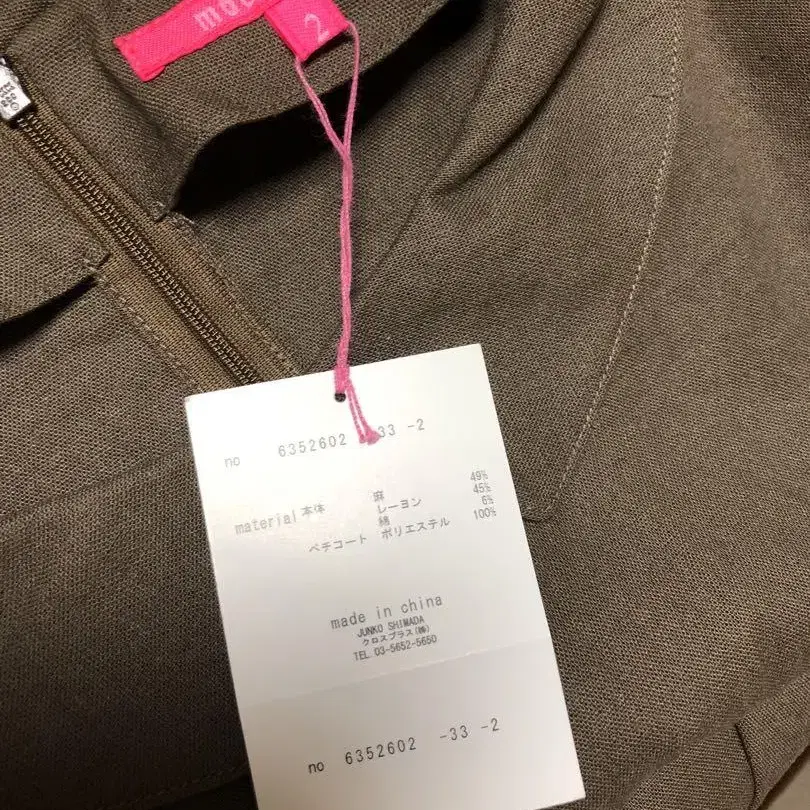 2
no 6352602 -33 -2
material 本体 麻 49%
レーヨン 45%
綿 6%
ペチコート ポリエステル 100%
made in china
JUNKO SHIMADA
クロスプラス(株)
TEL 03-5652-5650
no 6352602 -33 -2